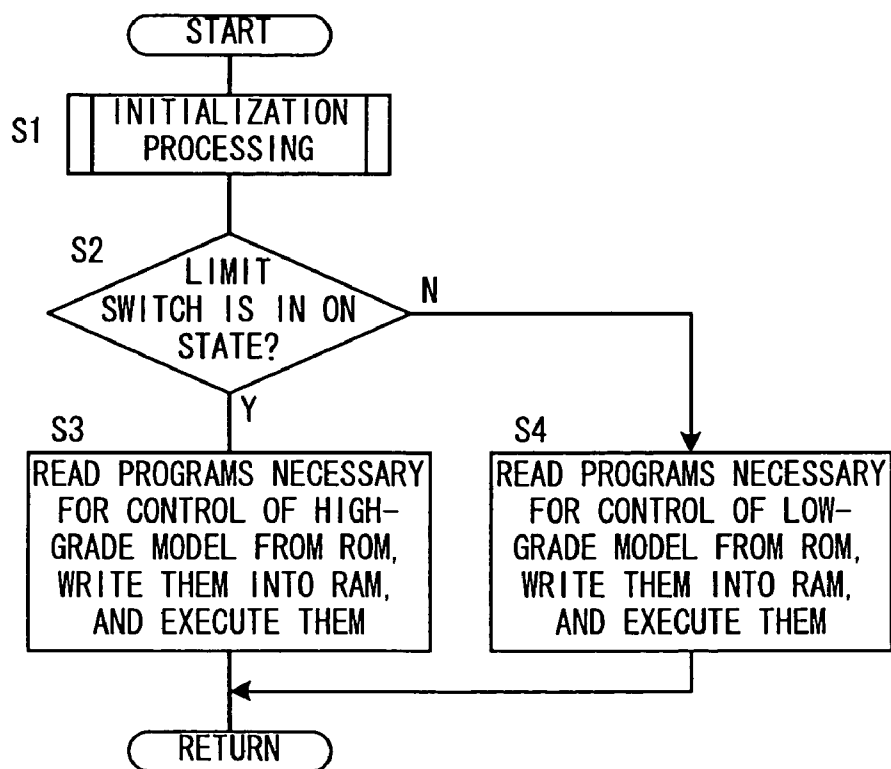 START
S1
INITIALIZATION
PROCESSING
S2
LIMIT
SWITCH IS IN ON
STATE?
N
Y
S3
READ PROGRAMS NECESSARY
FOR CONTROL OF HIGH-
GRADE MODEL FROM ROM,
WRITE THEM INTO RAM,
AND EXECUTE THEM
S4
READ PROGRAMS NECESSARY
FOR CONTROL OF LOW-
GRADE MODEL FROM ROM,
WRITE THEM INTO RAM,
AND EXECUTE THEM
RETURN